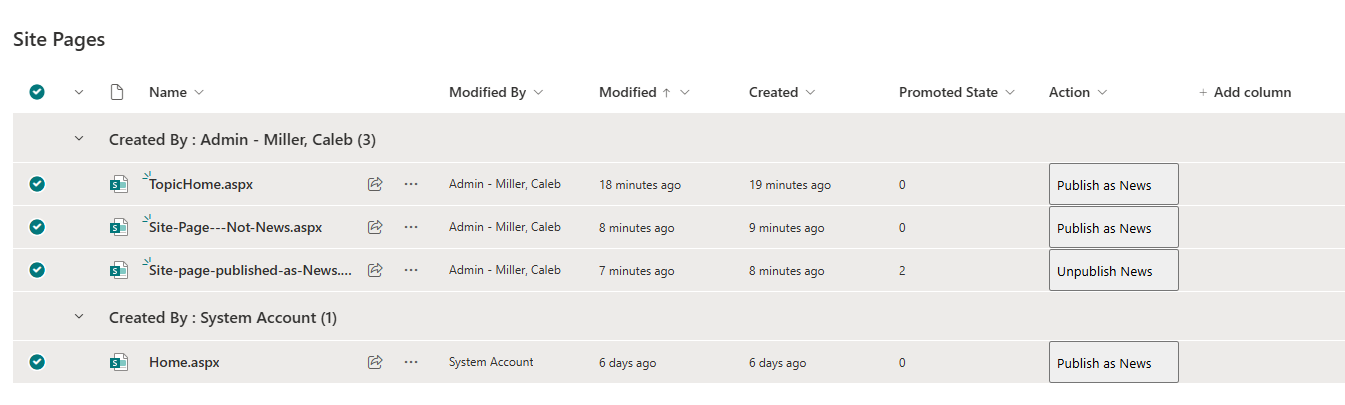 Site Pages
Name Modified By Modified Created Promoted State Action + Add column
Created By : Admin - Miller, Caleb (3)
TopicHome.aspx Admin - Miller, Caleb 18 minutes ago 19 minutes ago 0 Publish as News
Site-Page---Not-News.aspx Admin - Miller, Caleb 8 minutes ago 9 minutes ago 0 Publish as News
Site-page-published-as-News.... Admin - Miller, Caleb 7 minutes ago 8 minutes ago 2 Unpublish News
Created By : System Account (1)
Home.aspx System Account 6 days ago 6 days ago 0 Publish as News